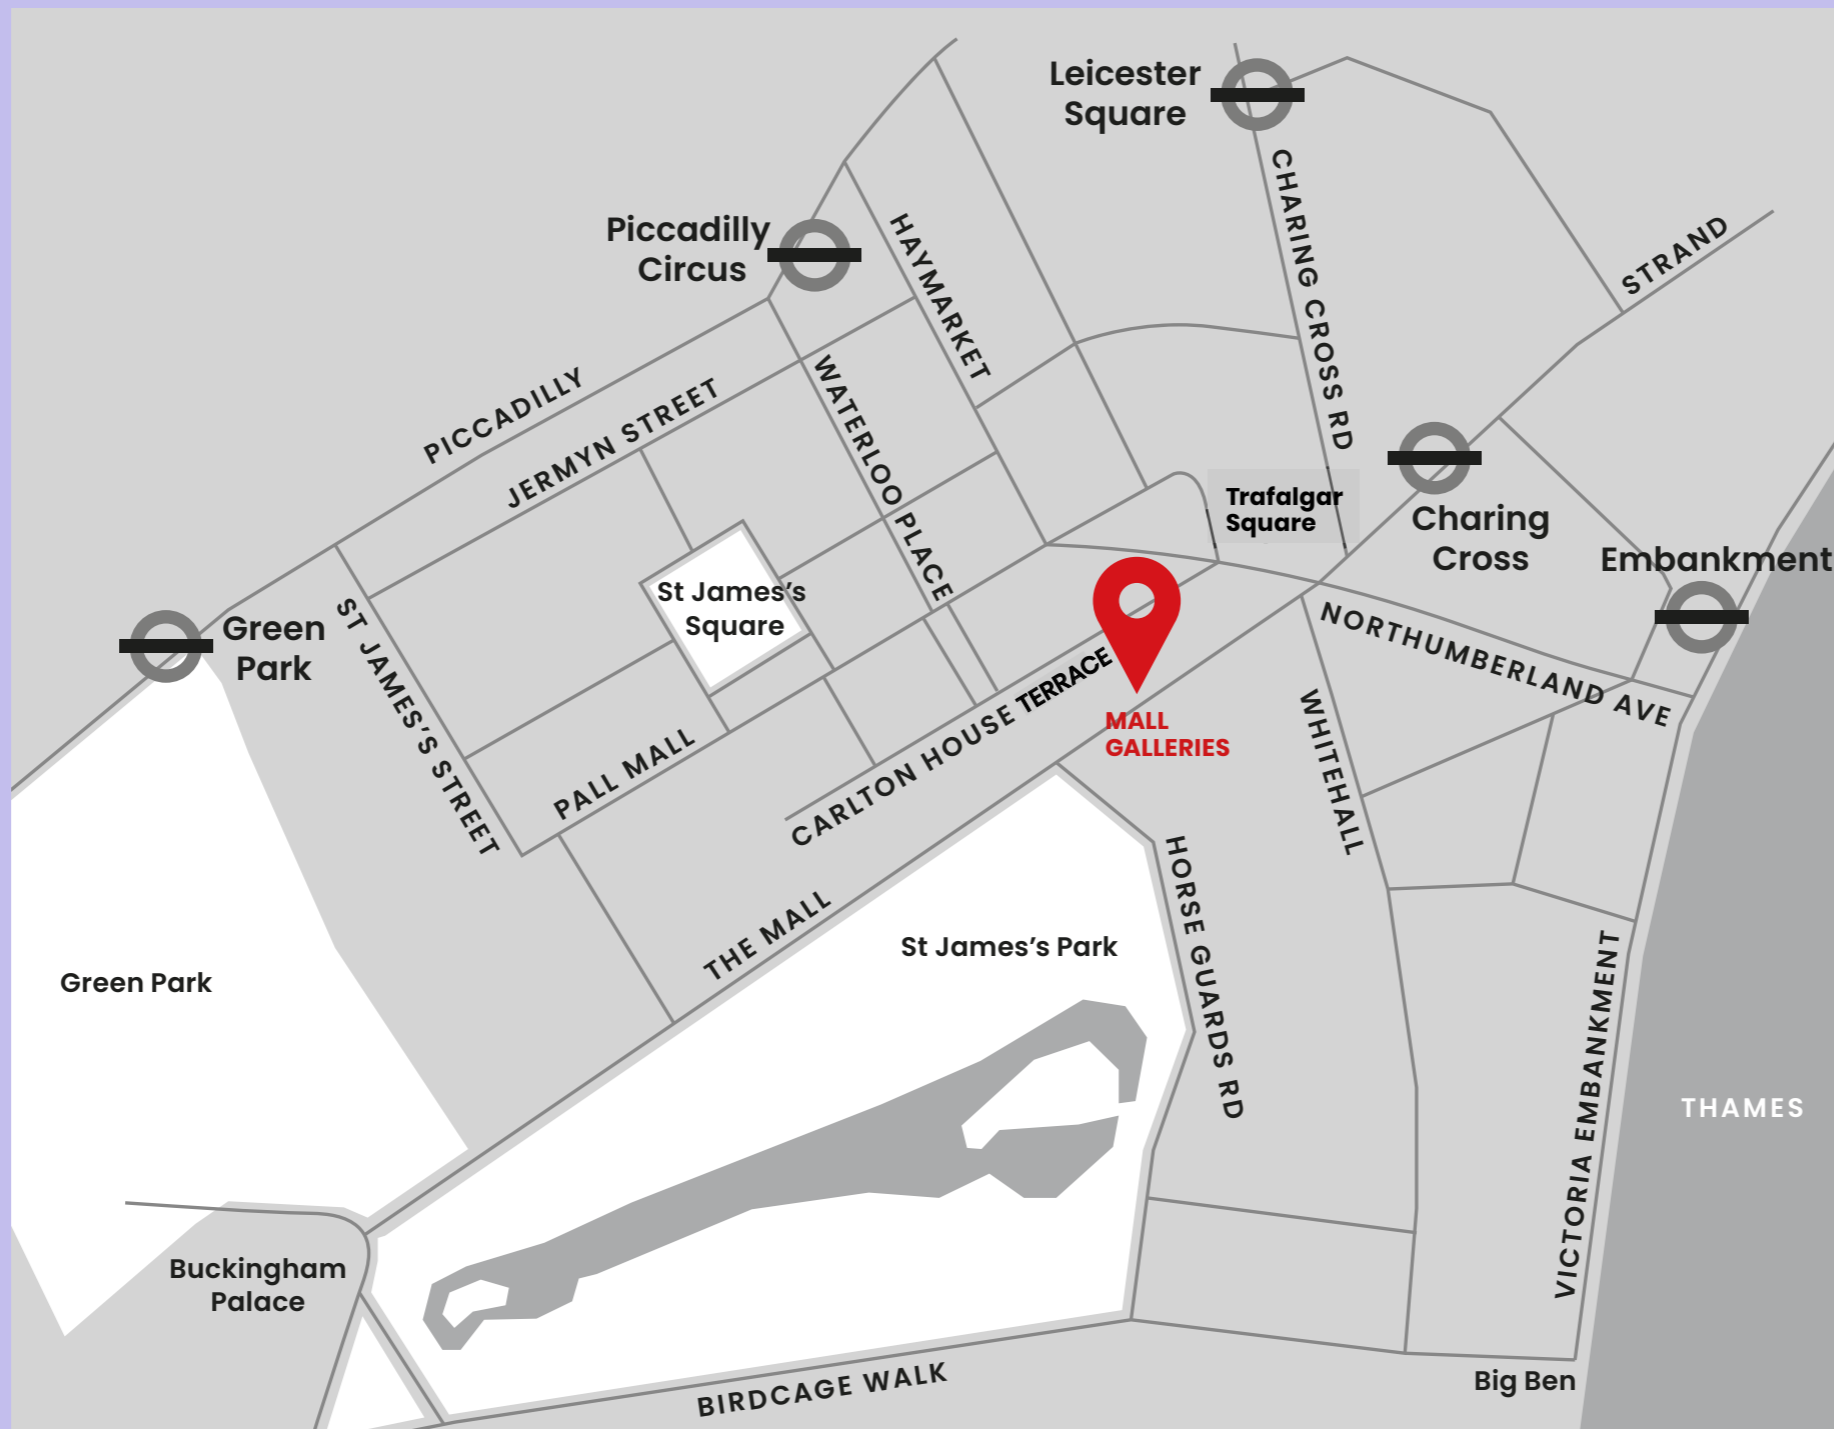 Leicester
Square
CHARING CROSS RD
Piccadilly
Circus
HAYMARKET
STRAND
PICCADILLY
JERMYN STREET
WATERLOO PLACE
Trafalgar
Square
Charing
Cross
Embankment
St James's
Square
Green
Park
ST JAMES'S STREET
NORTHUMBERLAND AVE
PALL MALL
CARLTON HOUSE TERRACE
MALL
GALLERIES
WHITEHALL
THE MALL
HORSE GUARDS RD
St James's Park
Green Park
VICTORIA EMBANKMENT
THAMES
Buckingham
Palace
BIRDCAGE WALK
Big Ben